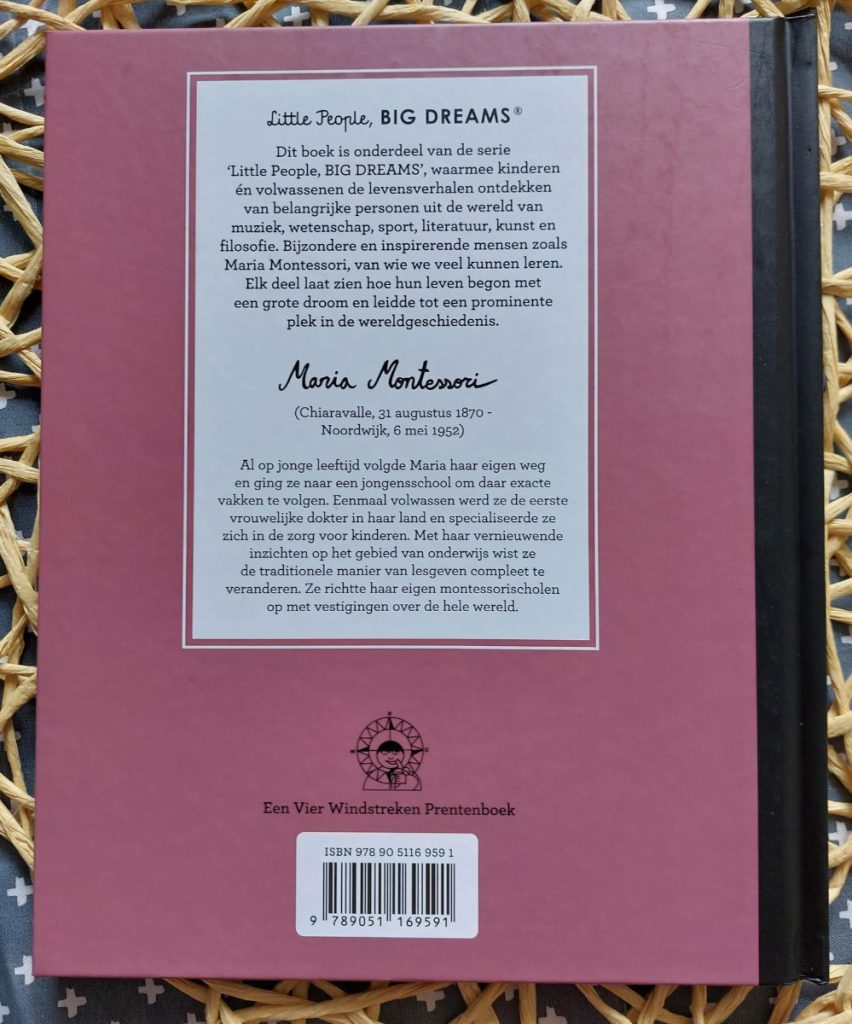 Little People, BIG DREAMS®
Dit boek is onderdeel van de serie
‘Little People, BIG DREAMS’, waarmee kinderen
én volwassenen de levensverhalen ontdekken
van belangrijke personen uit de wereld van
muziek, wetenschap, sport, literatuur, kunst en
filosofie. Bijzondere en inspirerende mensen zoals
Maria Montessori, van wie we veel kunnen leren.
Elk deel laat zien hoe hun leven begon met
een grote droom en leidde tot een prominente
plek in de wereldgeschiedenis.
Maria Montessori
(Chiaravalle, 31 augustus 1870 -
Noordwijk, 6 mei 1952)
Al op jonge leeftijd volgde Maria haar eigen weg
en ging ze naar een jongensschool om daar exacte
vakken te volgen. Eenmaal volwassen werd ze de eerste
vrouwelijke dokter in haar land en specialiseerde ze
zich in de zorg voor kinderen. Met haar vernieuwende
inzichten op het gebied van onderwijs wist ze
de traditionele manier van lesgeven compleet te
veranderen. Ze richtte haar eigen montessorischolen
op met vestigingen over de hele wereld.
Een Vier Windstreken Prentenboek
ISBN 978 90 5116 959 1
9 789051 169591